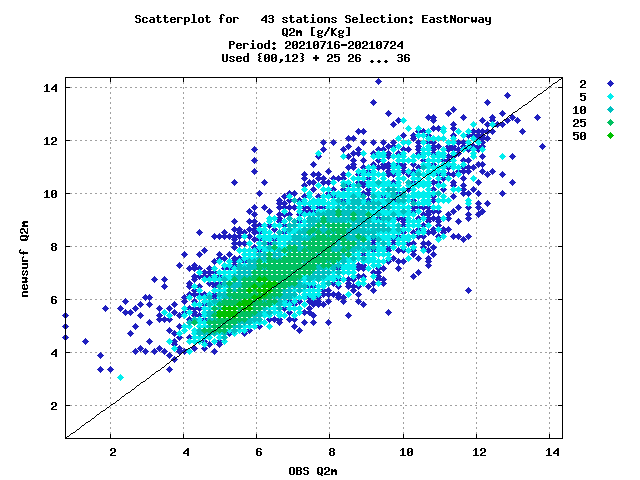 Scatterplot for 43 stations Selection: EastNorway
Q2m [g/Kg]
Period: 20210716-20210724
Used {00,12} + 25 26 ... 36
14
12
10
8
6
4
2
newsurf Q2m
2 4 6 8 10 12 14
OBS Q2m
2
5
10
25
50